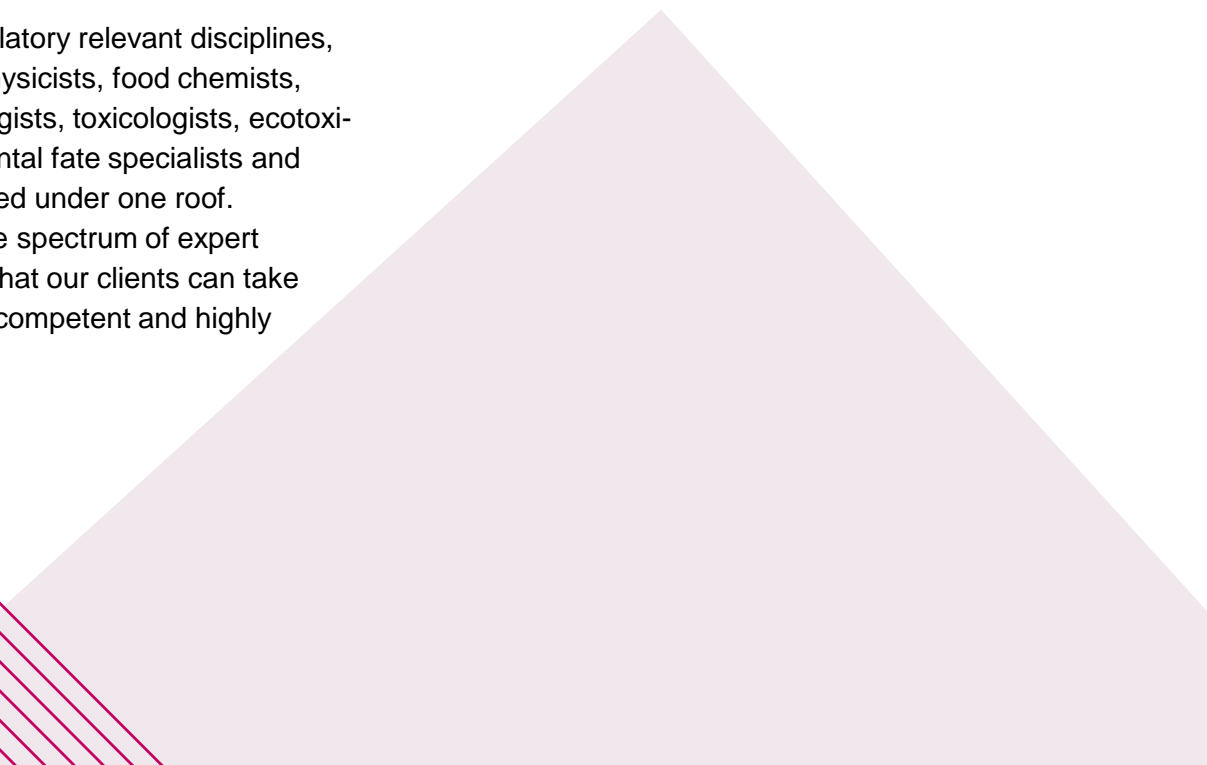 latory relevant disciplines,
ysicists, food chemists,
gists, toxicologists, ecotoxi-
ntal fate specialists and
ed under one roof.
e spectrum of expert
hat our clients can take
competent and highly